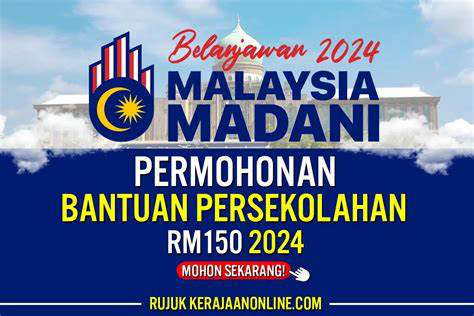 Belanjawan 2024
MALAYSIA
MADANI
PERMOHONAN
BANTUAN PERSEKOLAHAN
RM150 2024
MOHON SEKARANG!
RUJUK KERAJAANONLINE.COM